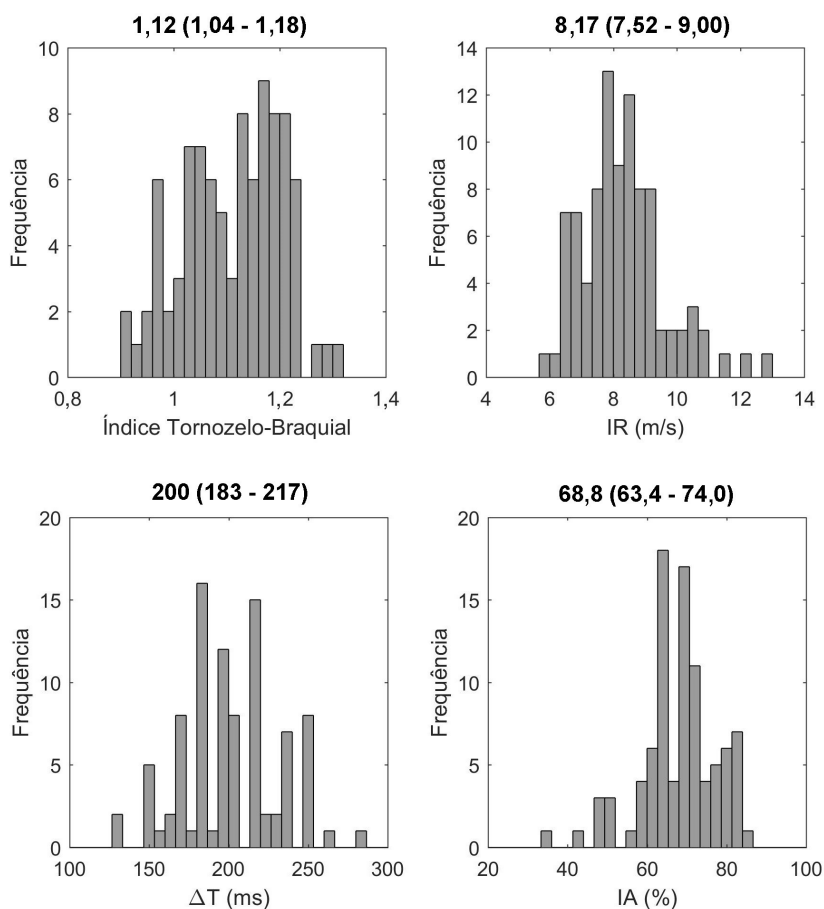 1,12 (1,04 - 1,18)
10
8
6
4
2
0
Frequência
0,8 1 1,2 1,4
Índice Tornozelo-Braquial
8,17 (7,52 - 9,00)
14
12
10
8
6
4
2
0
Frequência
4 6 8 10 12 14
IR (m/s)
200 (183 - 217)
20
15
10
5
0
Frequência
100 150 200 250 300
ΔT (ms)
68,8 (63,4 - 74,0)
20
15
10
5
0
Frequência
20 40 60 80 100
IA (%)